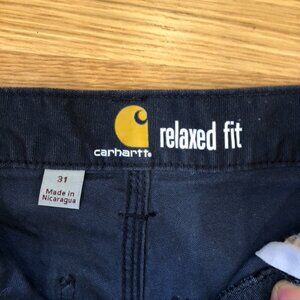 carhartt®
relaxed fit
31
Made in
Nicaragua